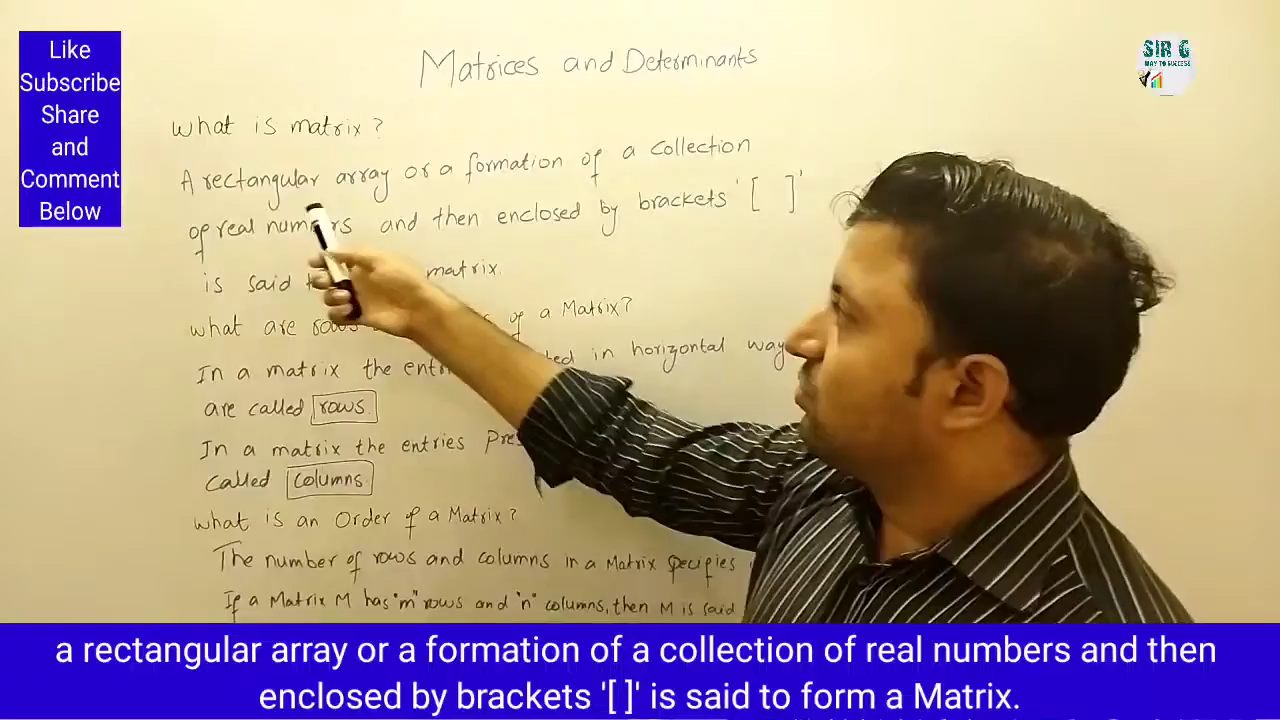 Like
Subscribe
Share
and
Comment
Below
Matrices and Determinants
SIR G
WAY TO SUCCESS
What is matrix?
A rectangular array or a formation of a collection
of real numbers and then enclosed by brackets '[ ]'
is said matrix.
what are rows of a Matrix?
In a matrix the in horizontal way
are called rows.
In a matrix the entries
called columns.
What is an Order of a Matrix?
The number of rows and columns in a Matrix specifies
If a Matrix M has "m" rows and "n" columns, then M is said
a rectangular array or a formation of a collection of real numbers and then
enclosed by brackets '[ ]' is said to form a Matrix.